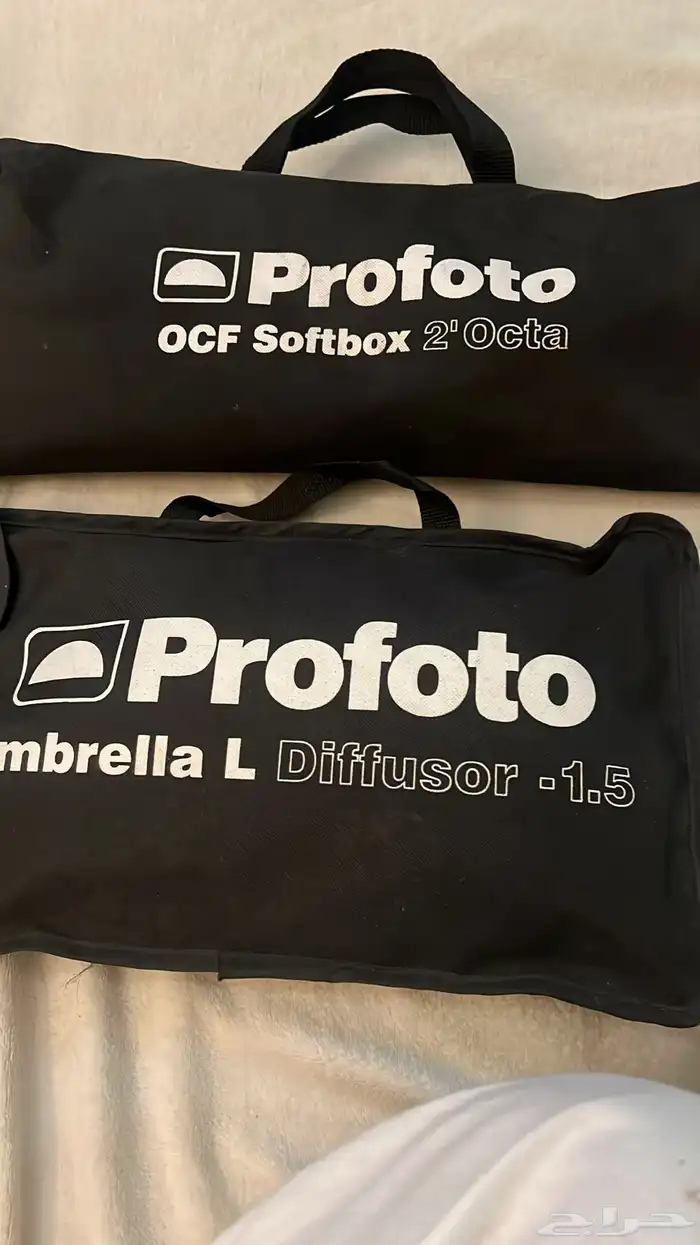 Profoto
OCF Softbox 2'Octa
Profoto
mbrella L Diffusor -1.5
حراج